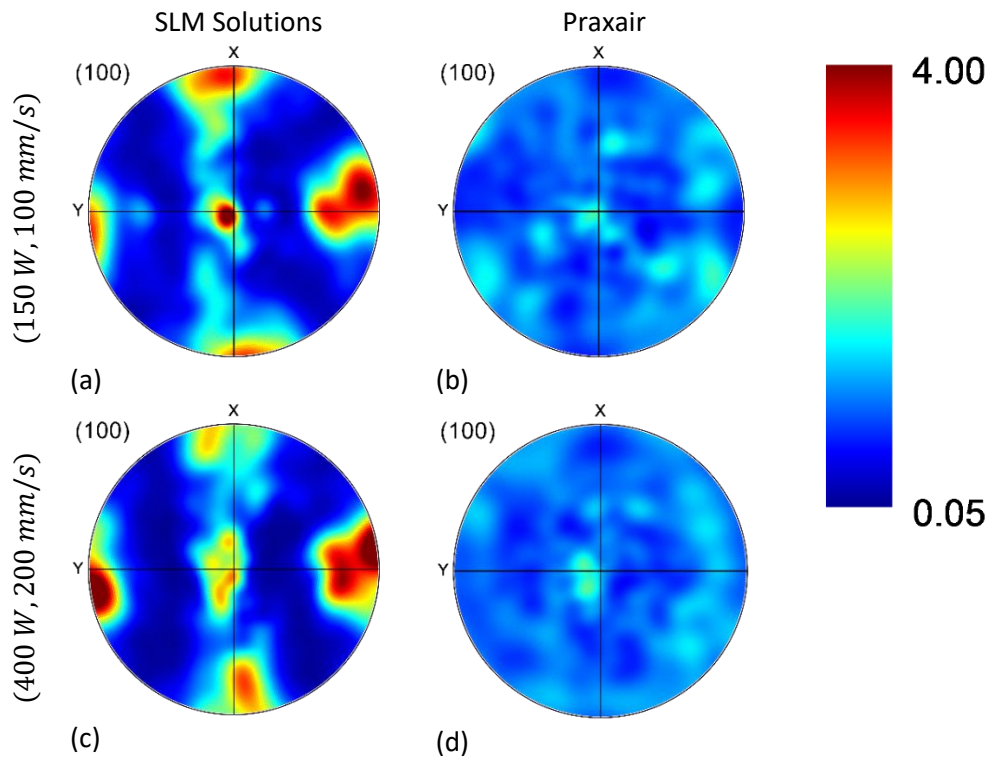 SLM Solutions
Praxair
(150 W, 100 mm/s)
(100)
X
Y
(a)
(100)
X
Y
(b)
4.00
0.05
(400 W, 200 mm/s)
(100)
X
Y
(c)
(100)
X
Y
(d)